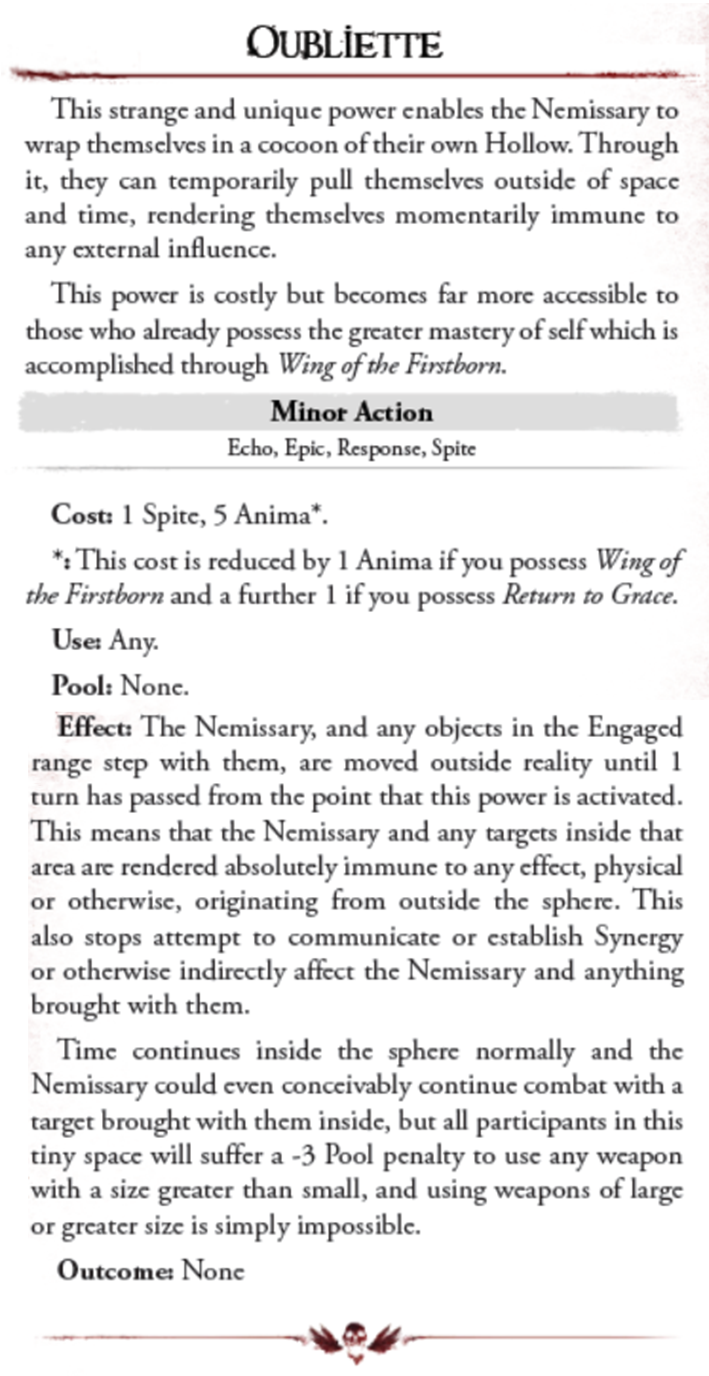 Oubliette
This strange and unique power enables the Nemissary to
wrap themselves in a cocoon of their own Hollow. Through
it, they can temporarily pull themselves outside of space
and time, rendering themselves momentarily immune to
any external influence.
This power is costly but becomes far more accessible to
those who already possess the greater mastery of self which is
accomplished through Wing of the Firstborn.
Minor Action
Echo, Epic, Response, Spite
Cost: 1 Spite, 5 Anima*.
*: This cost is reduced by 1 Anima if you possess Wing of
the Firstborn and a further 1 if you possess Return to Grace.
Use: Any.
Pool: None.
Effect: The Nemissary, and any objects in the Engaged
range step with them, are moved outside reality until 1
turn has passed from the point that this power is activated.
This means that the Nemissary and any targets inside that
area are rendered absolutely immune to any effect, physical
or otherwise, originating from outside the sphere. This
also stops attempt to communicate or establish Synergy
or otherwise indirectly affect the Nemissary and anything
brought with them.
Time continues inside the sphere normally and the
Nemissary could even conceivably continue combat with a
target brought with them inside, but all participants in this
tiny space will suffer a -3 Pool penalty to use any weapon
with a size greater than small, and using weapons of large
or greater size is simply impossible.
Outcome: None